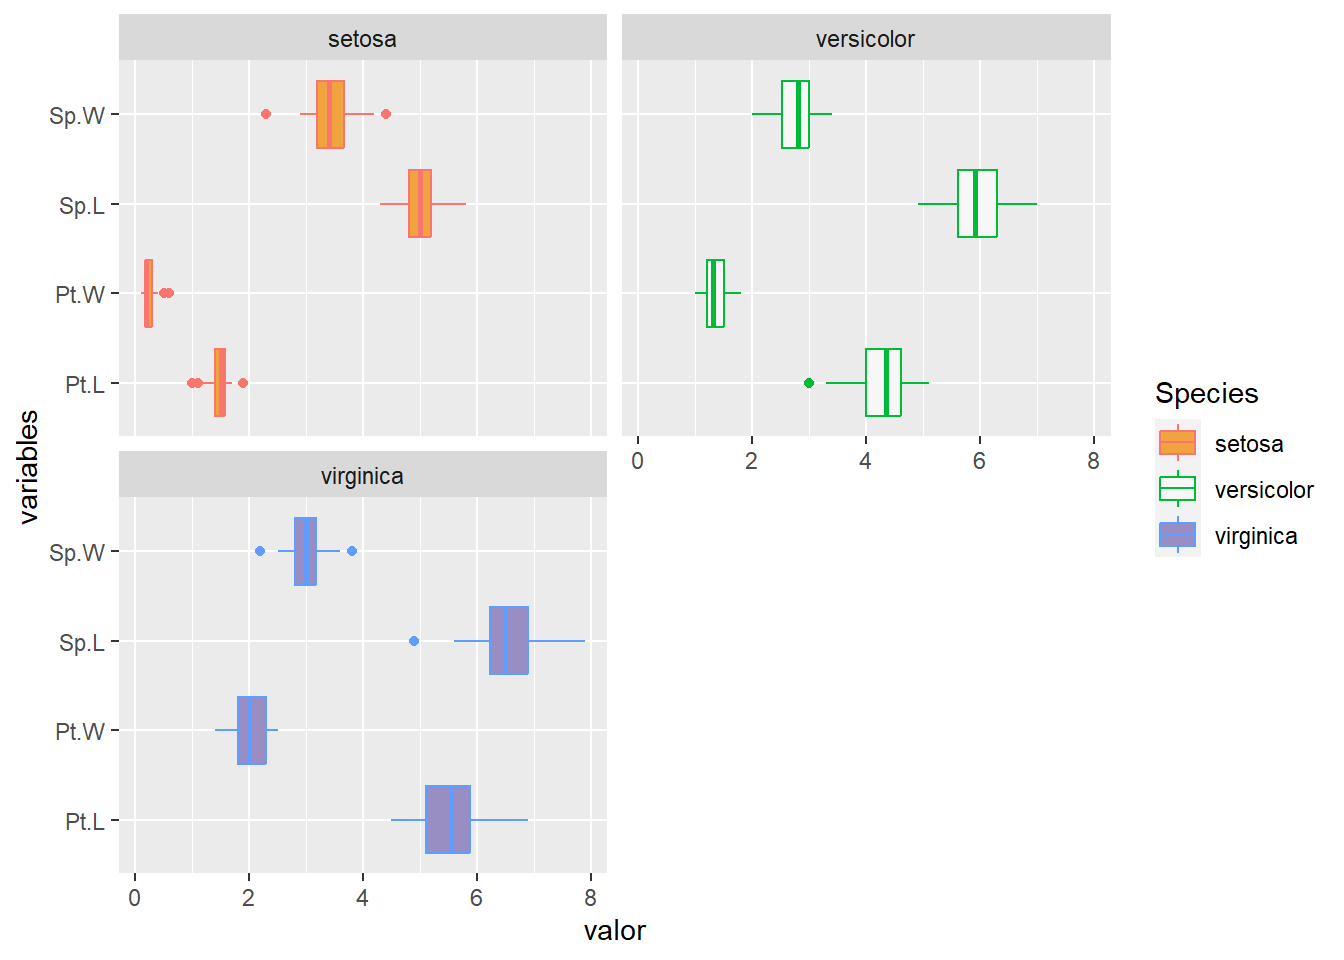 setosa
versicolor
Sp.W
Sp.L
Pt.W
Pt.L
0 2 4 6 8
virginica
Sp.W
Sp.L
Pt.W
Pt.L
0 2 4 6 8
variables
valor
Species
setosa
versicolor
virginica